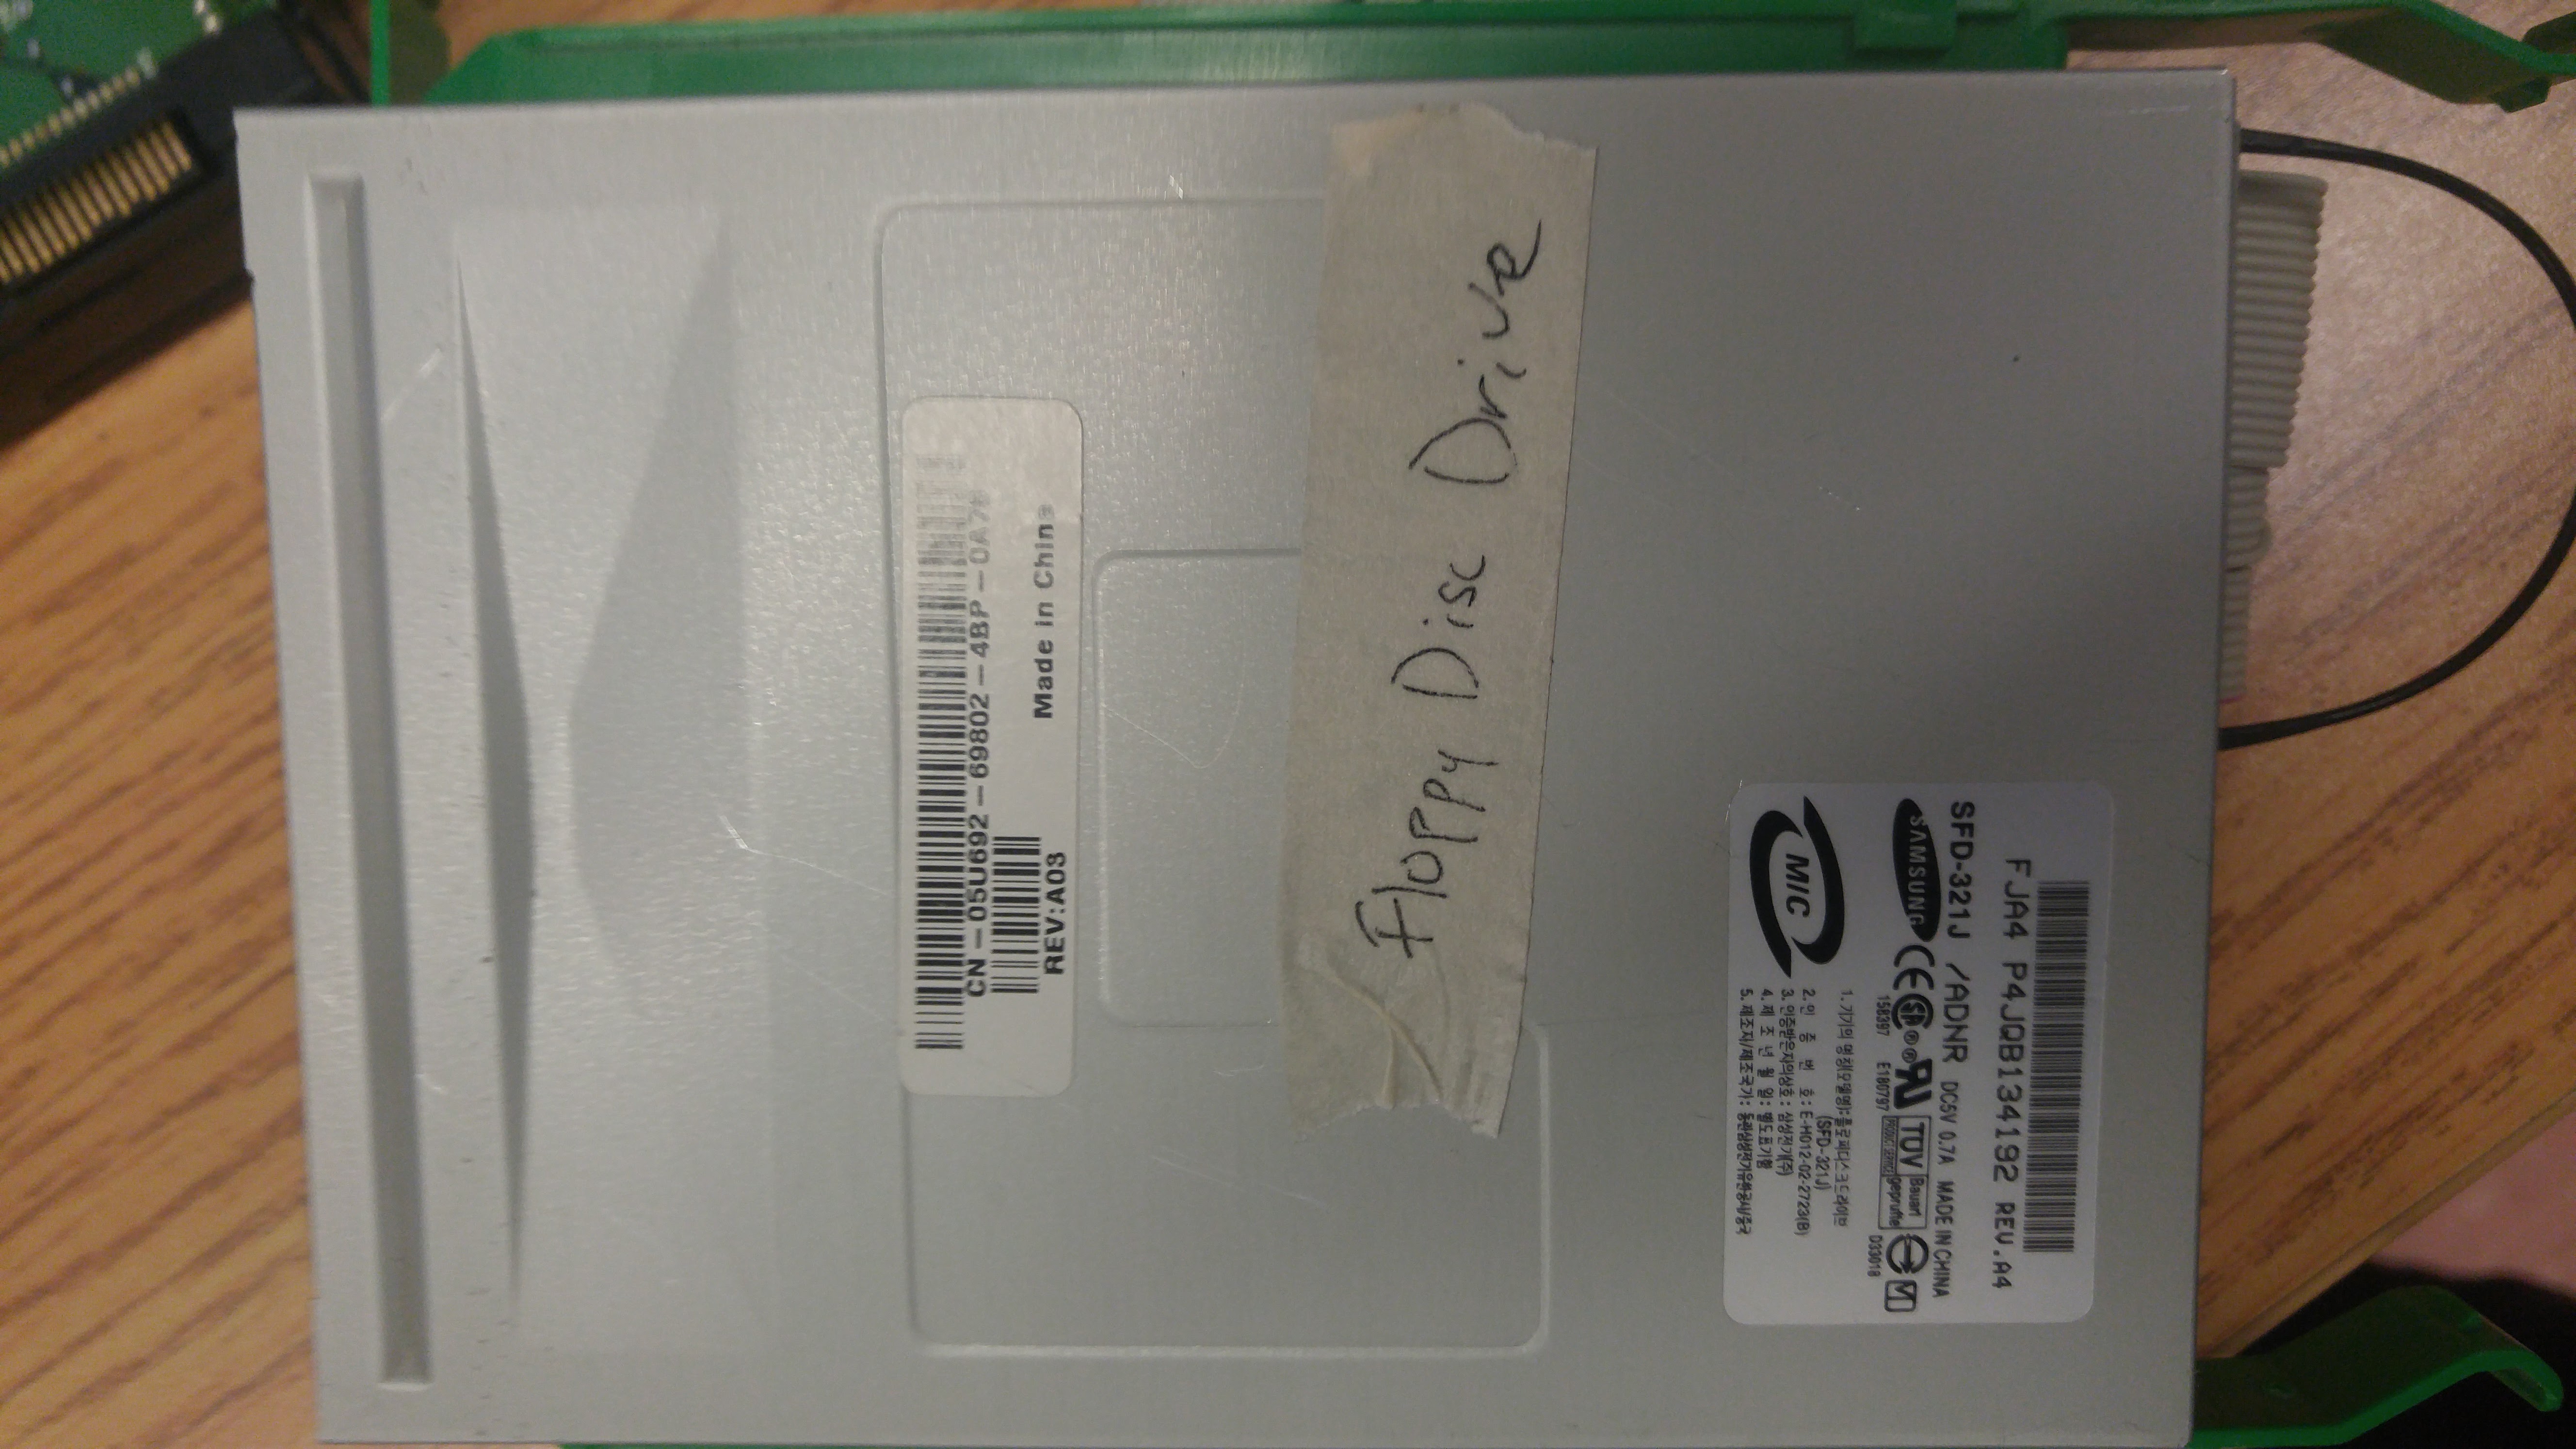 FJA4 P4JQB134192 REV.A4
SFD-321J /ADNR DC5V 0.7A MADE IN CHINA
SAMSUNG CE SA ® ® TUV PRODUCT SERVICE Bauart geprufte
158397 E180797 D33018
MIC
1. 기기의 명칭(모델명): 플로피디스크드라이브
(SFD-321J)
2. 인 증 번 호: E-H012-02-2723(B)
3. 인증받은자의상호: 삼성전기(주)
4. 제 조 년 월 일: 별도표기함
5. 제조자/제조국가: 동관삼성전기유한공사/중국
Floppy Disc Drive
CN-05U692-69802-4BP-
REV:A03 Made in China